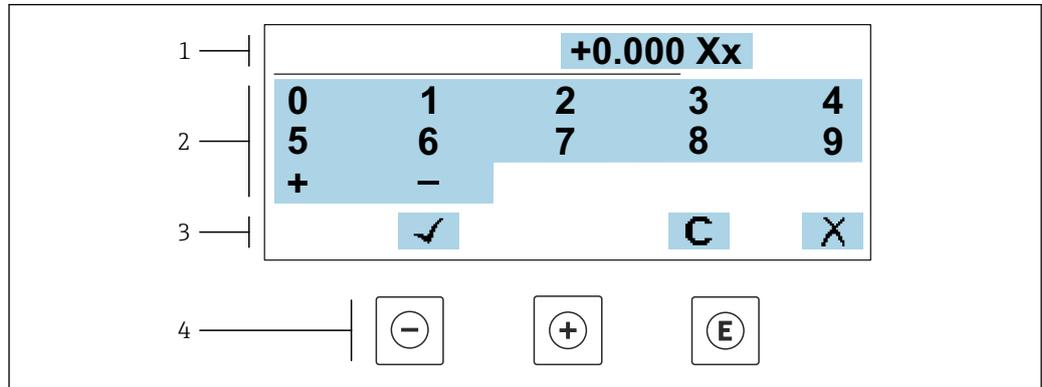 1 +0.000 Xx
0 1 2 3 4
2 5 6 7 8 9
+ −
3 ✓ C X
4 − + E